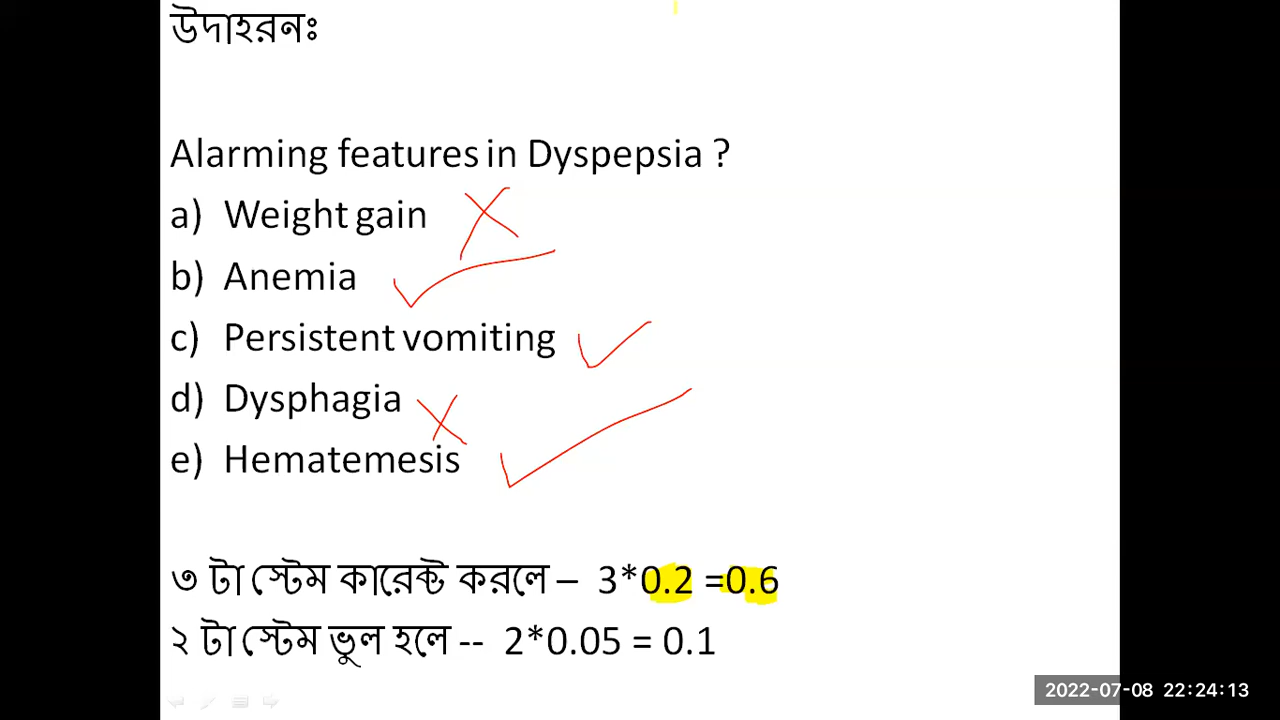 উদাহরনঃ
Alarming features in Dyspepsia ?
a) Weight gain
b) Anemia
c) Persistent vomiting
d) Dysphagia
e) Hematemesis
৩ টা স্টেম কারেক্ট করলে – 3*0.2 =0.6
২ টা স্টেম ভুল হলে -- 2*0.05 = 0.1
2022-07-08 22:24:13